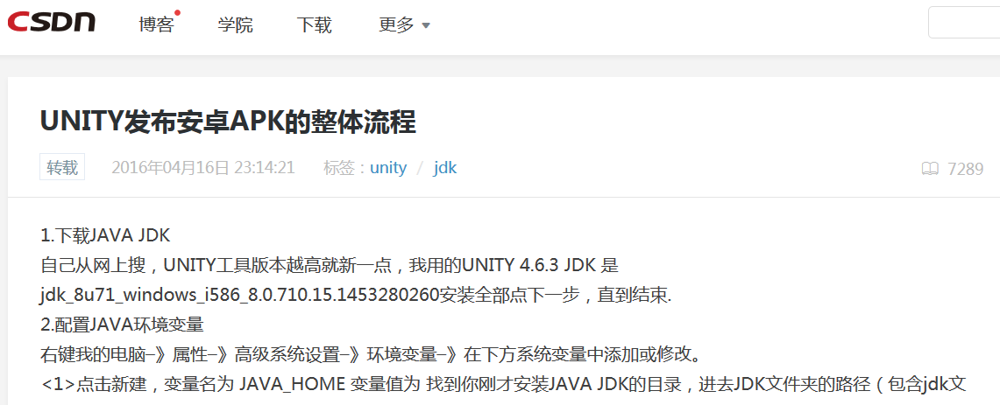 CSDN 博客 学院 下载 更多
UNITY发布安卓APK的整体流程
转载 2016年04月16日 23:14:21 标签：unity / jdk 7289
1.下载JAVA JDK
自己从网上搜，UNITY工具版本越高就新一点，我用的UNITY 4.6.3 JDK 是
jdk_8u71_windows_i586_8.0.710.15.1453280260安装全部点下一步，直到结束.
2.配置JAVA环境变量
右键我的电脑–》属性–》高级系统设置–》环境变量–》在下方系统变量中添加或修改。
<1>点击新建，变量名为 JAVA_HOME 变量值为 找到你刚才安装JAVA JDK的目录，进去JDK文件夹的路径（包含jdk文